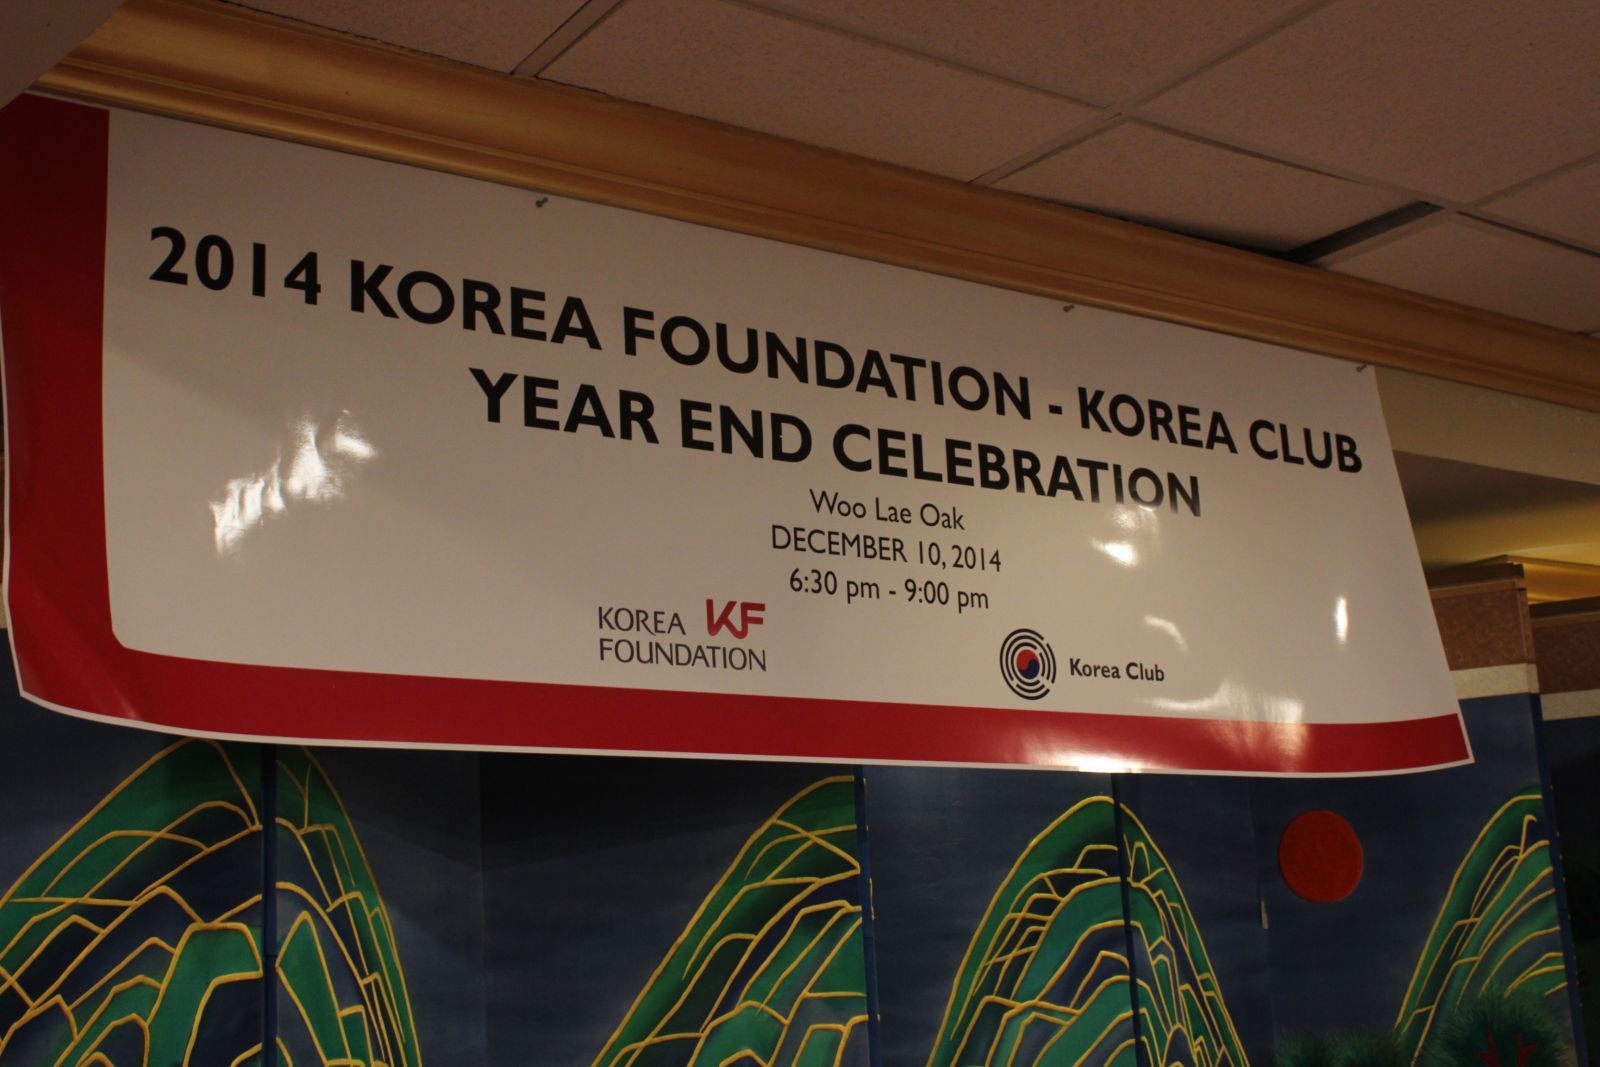 2014 KOREA FOUNDATION - KOREA CLUB
YEAR END CELEBRATION
Woo Lae Oak
DECEMBER 10, 2014
6:30 pm - 9:00 pm
KOREA KF
FOUNDATION
Korea Club